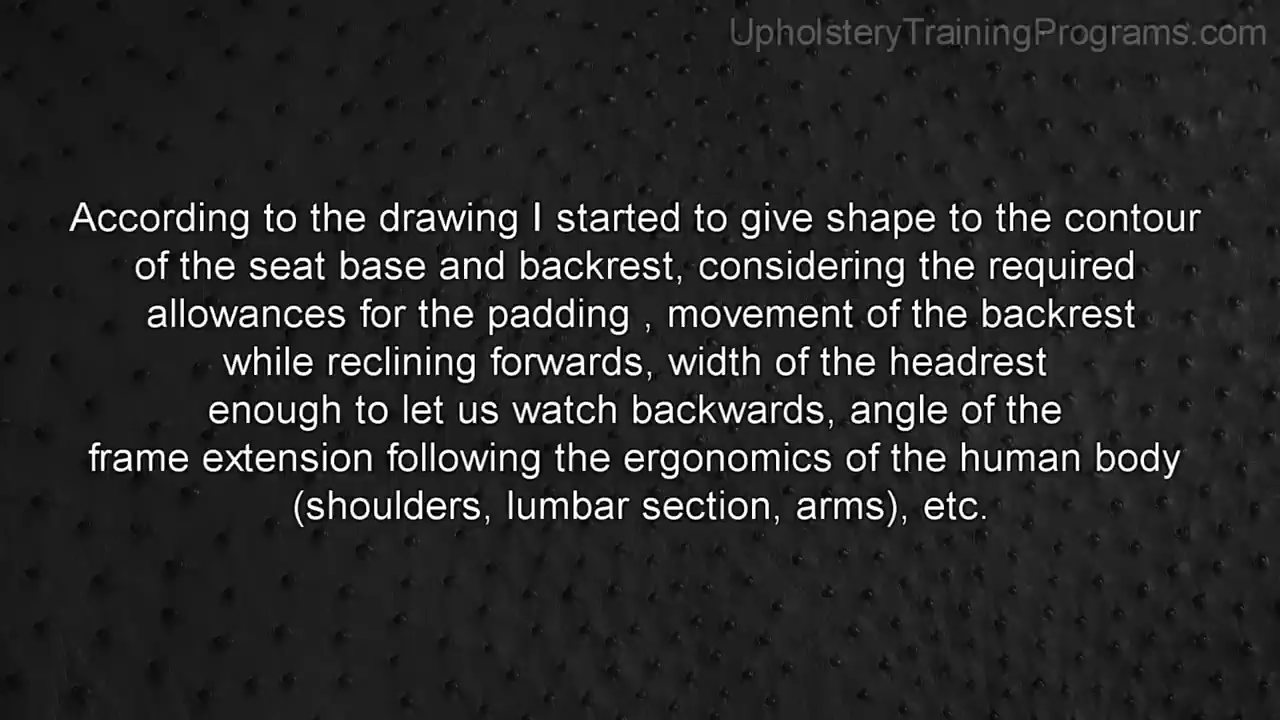 UpholsteryTrainingPrograms.com
According to the drawing I started to give shape to the contour
of the seat base and backrest, considering the required
allowances for the padding , movement of the backrest
while reclining forwards, width of the headrest
enough to let us watch backwards, angle of the
frame extension following the ergonomics of the human body
(shoulders, lumbar section, arms), etc.